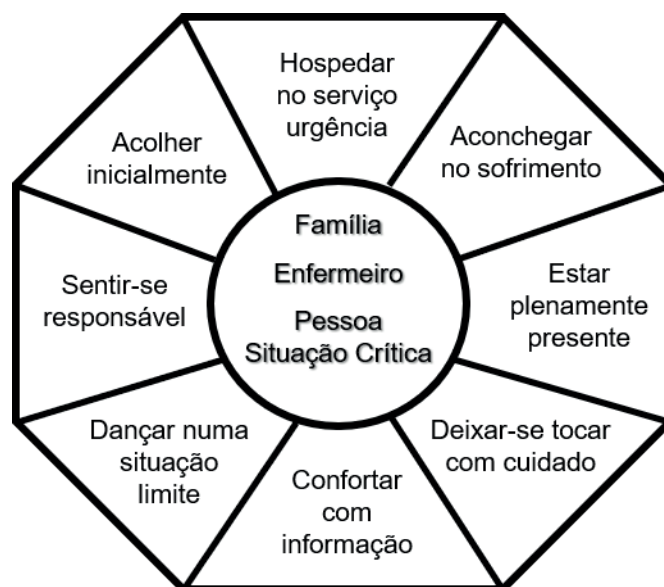 Hospedar
no serviço
urgência
Aconchegar
no sofrimento
Estar
plenamente
presente
Deixar-se tocar
com cuidado
Confortar
com
informação
Dançar numa
situação
limite
Sentir-se
responsável
Acolher
inicialmente
Família
Enfermeiro
Pessoa
Situação Crítica